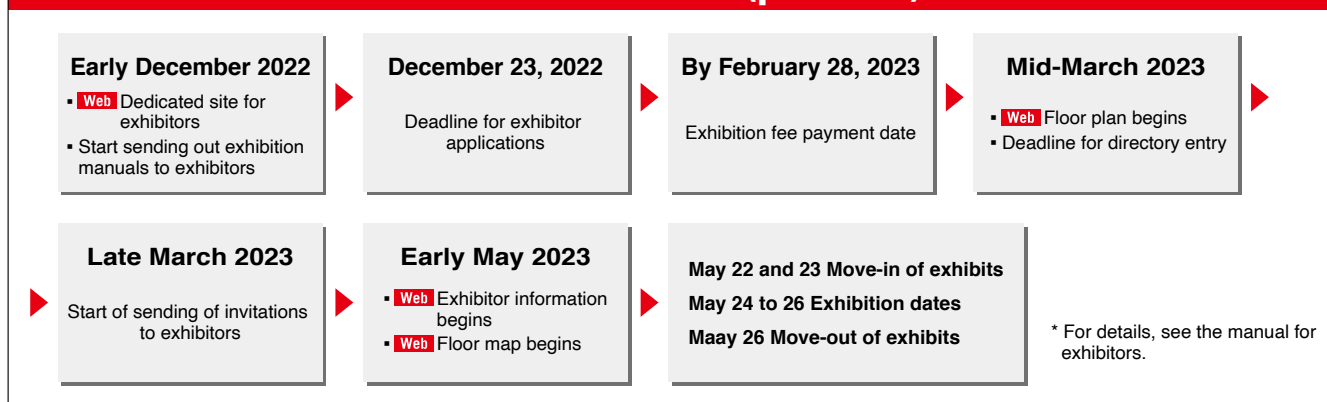 Early December 2022
▪ Web Dedicated site for
exhibitors
▪ Start sending out exhibition
manuals to exhibitors
December 23, 2022
Deadline for exhibitor
applications
By February 28, 2023
Exhibition fee payment date
Mid-March 2023
▪ Web Floor plan begins
▪ Deadline for directory entry
Late March 2023
Start of sending of invitations
to exhibitors
Early May 2023
▪ Web Exhibitor information
begins
▪ Web Floor map begins
May 22 and 23 Move-in of exhibits
May 24 to 26 Exhibition dates
Maay 26 Move-out of exhibits
* For details, see the manual for
exhibitors.